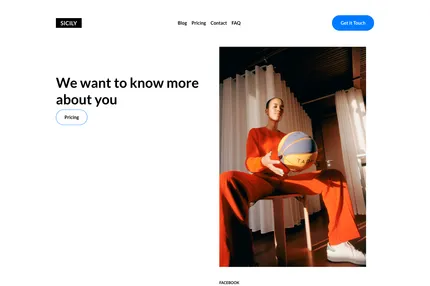 SICILY
Blog Pricing Contact FAQ
Get it Touch
We want to know more
about you
Pricing
FACEBOOK